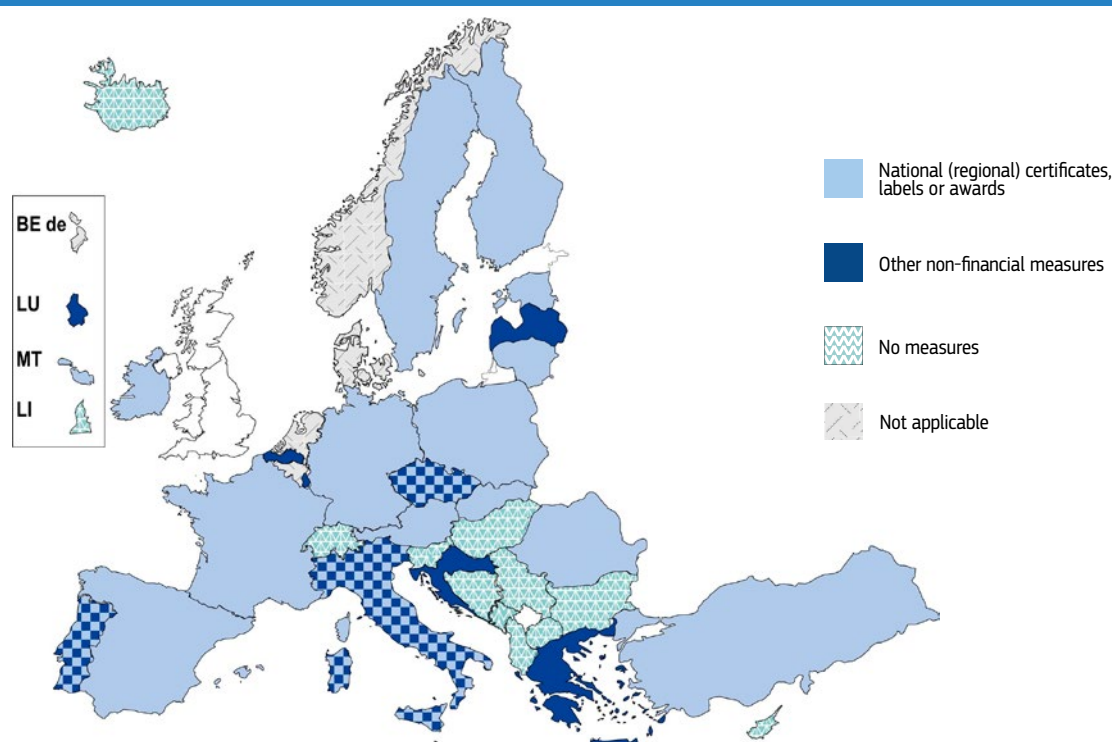 BE de
LU
MT
LI
National (regional) certificates,
labels or awards
Other non-financial measures
No measures
Not applicable